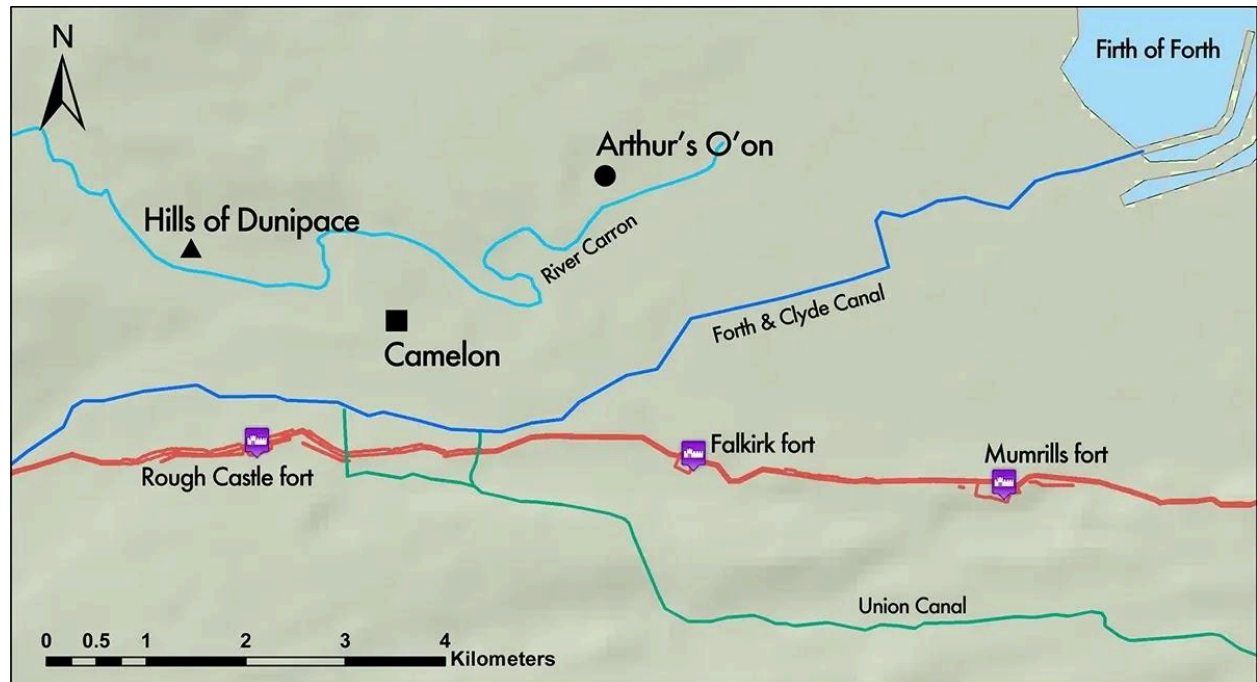 N
Firth of Forth
Arthur's O'on
Hills of Dunipace
River Carron
Forth & Clyde Canal
Camelon
Falkirk fort
Mumrills fort
Rough Castle fort
Union Canal
0 0.5 1 2 3 4
Kilometers